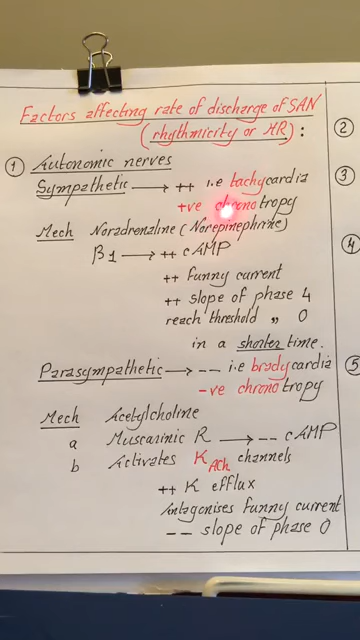 Factors affecting rate of discharge of SAN
(rhythmicity or HR) :
① Autonomic nerves
Sympathetic → ++ i.e tachycardia
+ve chronotropy
Mech Noradrenaline (Norepinephrine)
β1 → ++ cAMP
++ funny current
++ slope of phase 4
reach threshold ,, 0
in a shorter time.
Parasympathetic → -- i.e bradycardia
-ve chronotropy
Mech Acetylcholine
a Muscarinic R → -- cAMP
b Activates K ACh channels
++ K efflux
Antagonises funny current
-- slope of phase 0
②
③
④
⑤